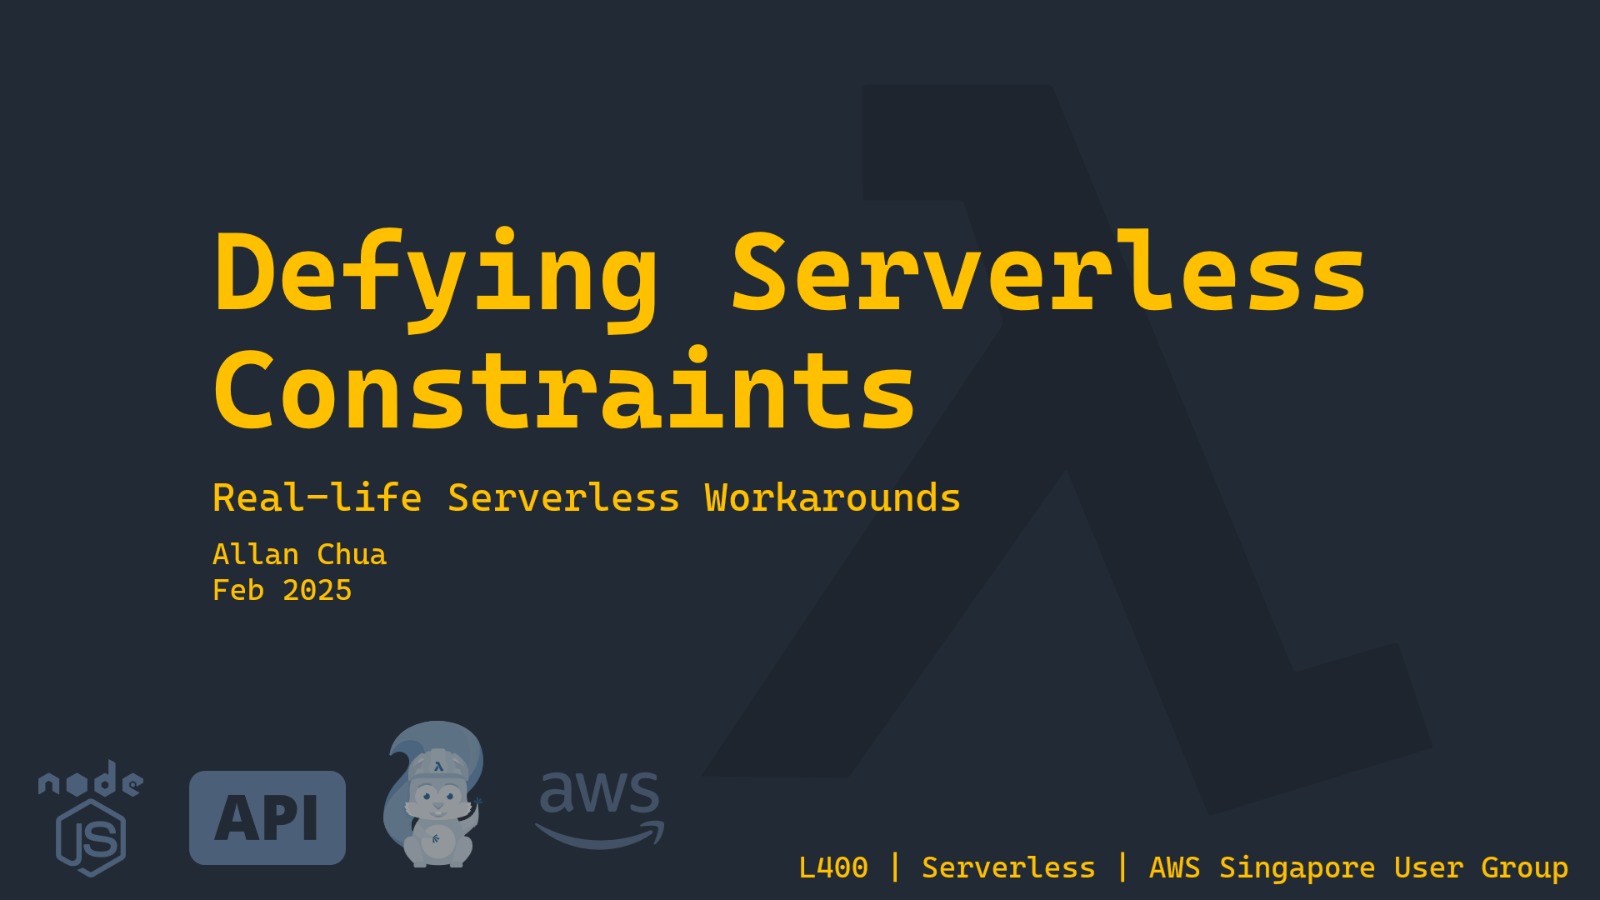 Defying Serverless
Constraints
Real-life Serverless Workarounds
Allan Chua
Feb 2025
node
JS
API
λ
aws
L400 | Serverless | AWS Singapore User Group